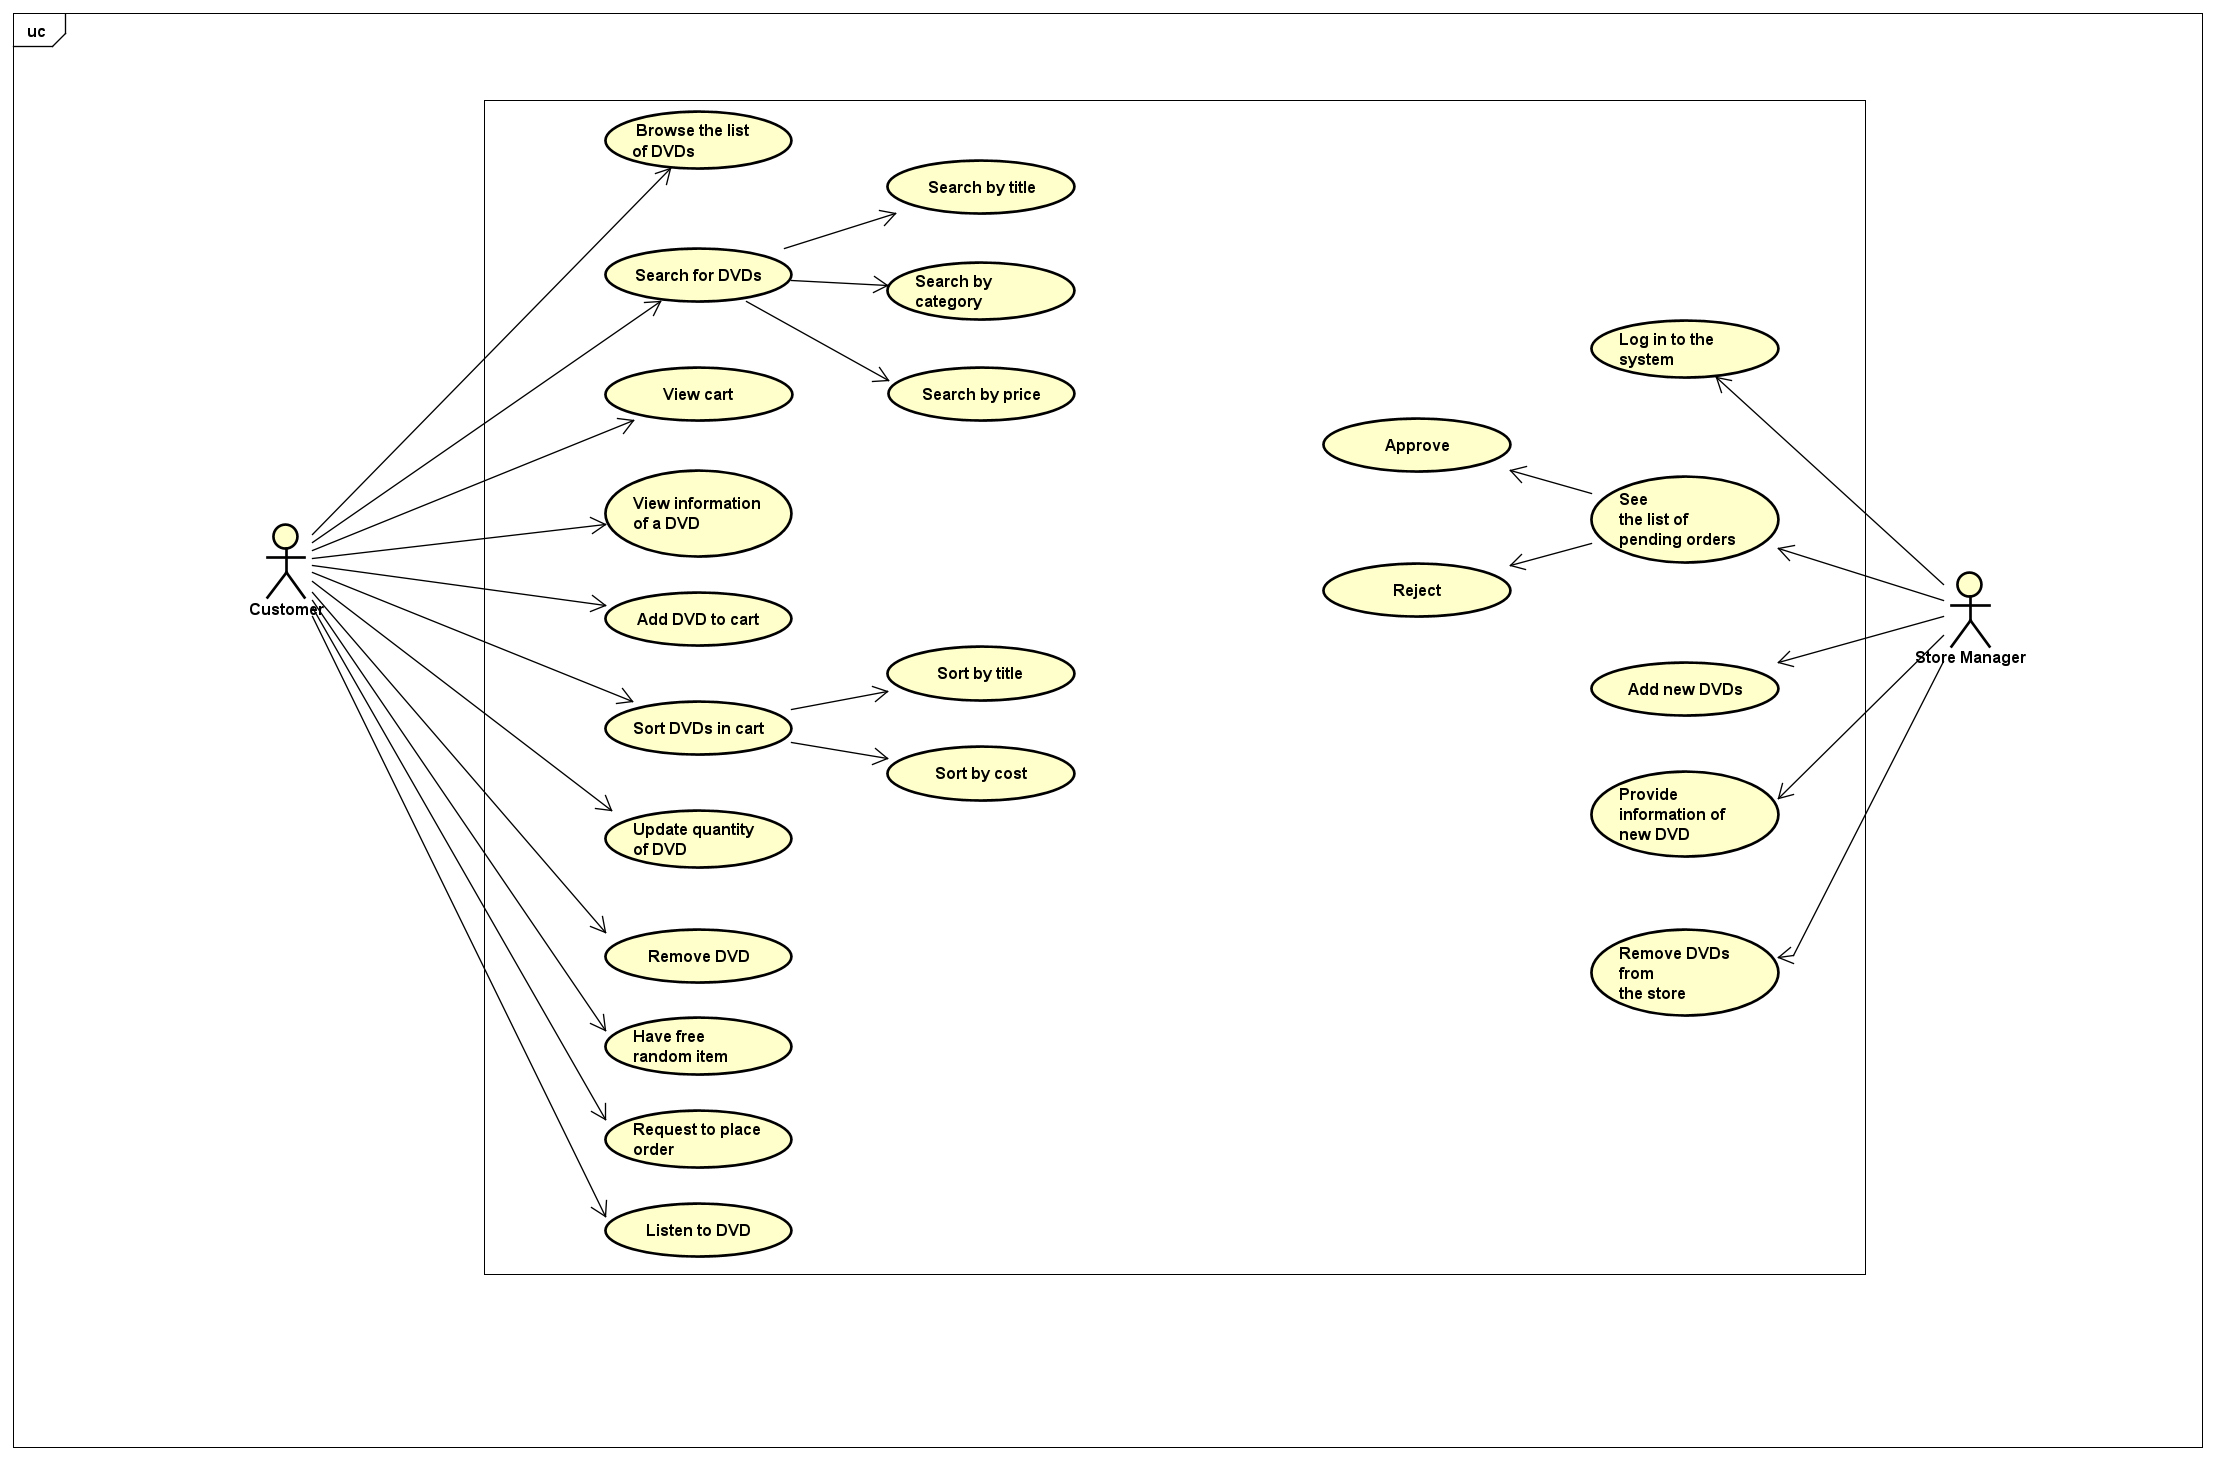 uc
Browse the list
of DVDs
Search by title
Search for DVDs
Search by
category
View cart
Search by price
View information
of a DVD
Customer
Add DVD to cart
Sort by title
Sort DVDs in cart
Sort by cost
Update quantity
of DVD
Remove DVD
Have free
random item
Request to place
order
Listen to DVD
Log in to the
system
Approve
See
the list of
pending orders
Reject
Store Manager
Add new DVDs
Provide
information of
new DVD
Remove DVDs
from
the store